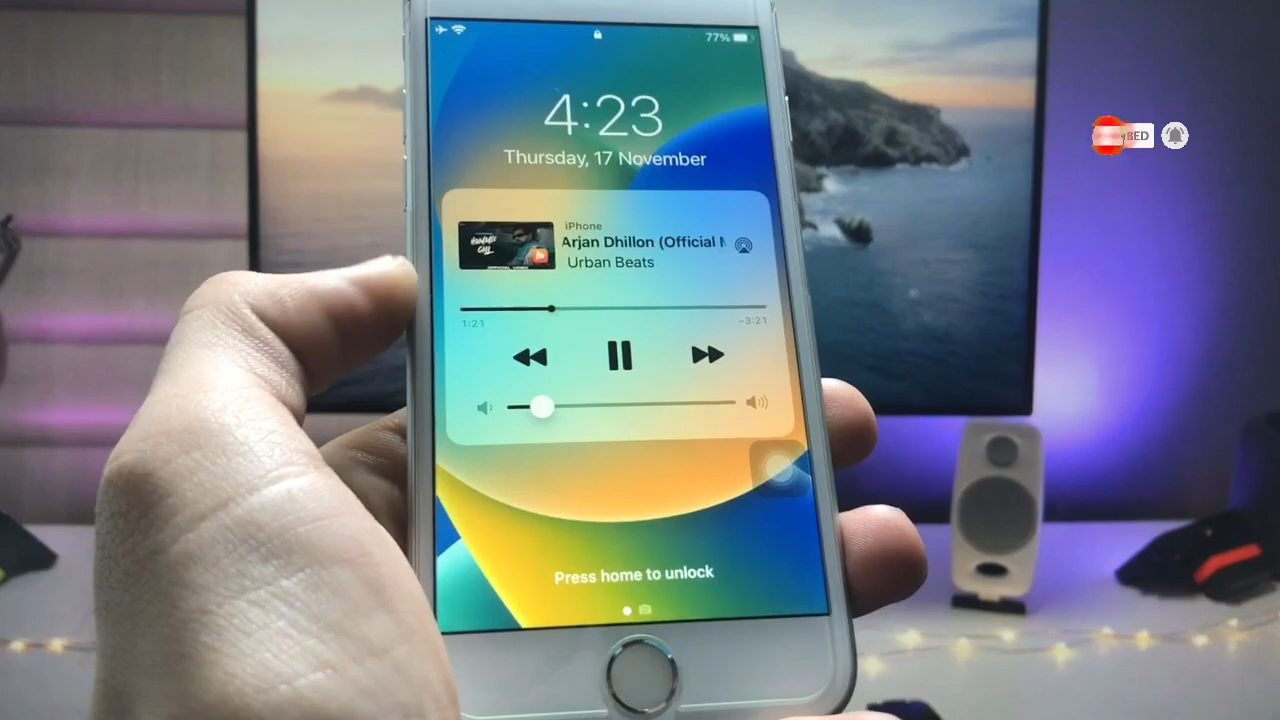 77%
4:23
Thursday, 17 November
iPhone
Arjan Dhillon (Official
Urban Beats
1:21
-3:21
Press home to unlock